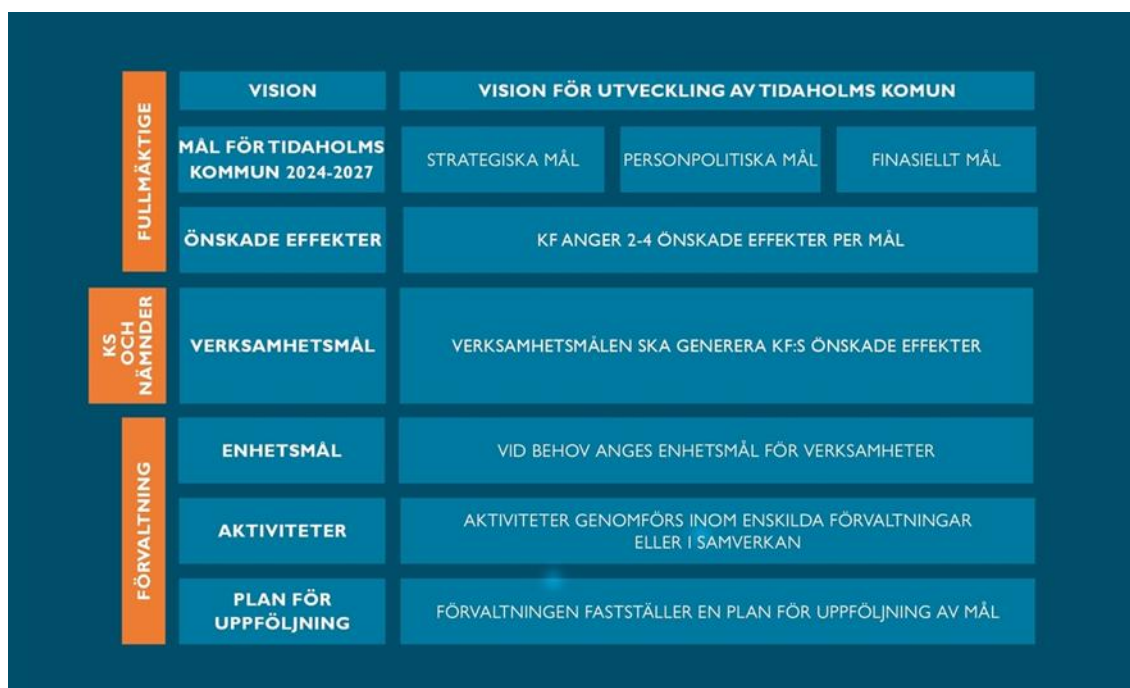 FULLMÄKTIGE
VISION
VISION FÖR UTVECKLING AV TIDAHOLMS KOMUN
MÅL FÖR TIDAHOLMS
KOMMUN 2024-2027
STRATEGISKA MÅL
PERSONPOLITISKA MÅL
FINASIELLT MÅL
ÖNSKADE EFFEKTER
KF ANGER 2-4 ÖNSKADE EFFEKTER PER MÅL
KS
OCH
NÄMNDER
VERKSAMHETSMÅL
VERKSAMHETSMÅLEN SKA GENERERA KF:S ÖNSKADE EFFEKTER
FÖRVALTNING
ENHETSMÅL
VID BEHOV ANGES ENHETSMÅL FÖR VERKSAMHETER
AKTIVITETER
AKTIVITETER GENOMFÖRS INOM ENSKILDA FÖRVALTNINGAR
ELLER I SAMVERKAN
PLAN FÖR
UPPFÖLJNING
FÖRVALTNINGEN FASTSTÄLLER EN PLAN FÖR UPPFÖLJNING AV MÅL